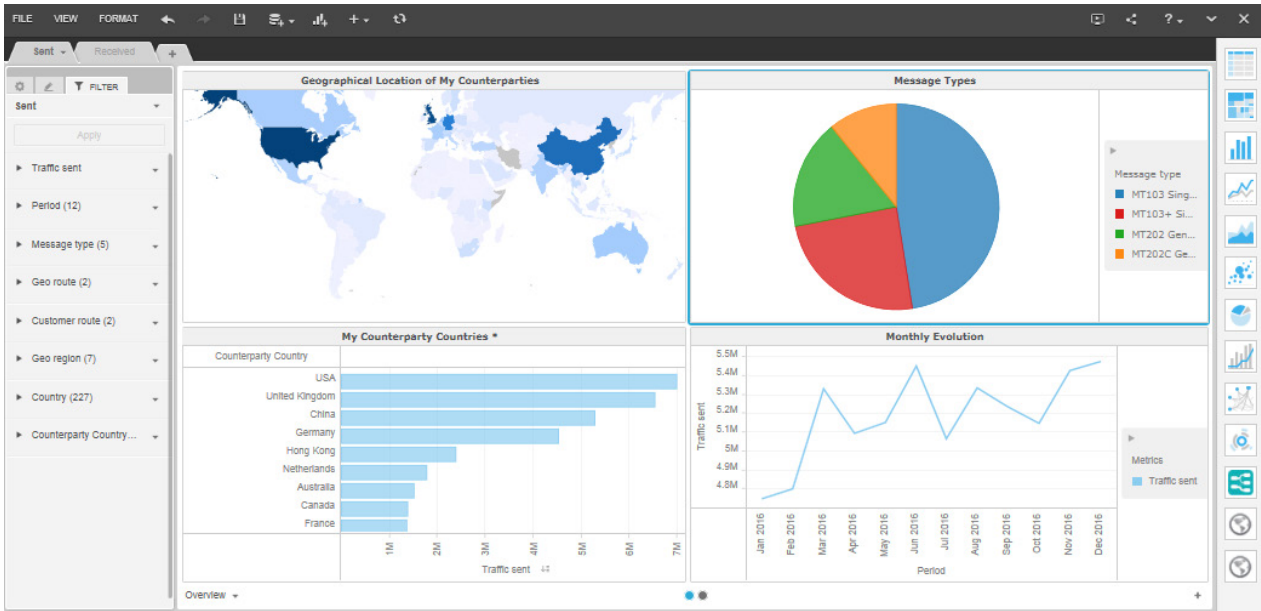 FILE VIEW FORMAT
?
Sent Received +
FILTER
Sent
Apply
Traffic sent
Period (12)
Message type (5)
Geo route (2)
Customer route (2)
Geo region (7)
Country (227)
Counterparty Country...
Geographical Location of My Counterparties
Message Types
Message type
MT103 Sing...
MT103+ Si...
MT202 Gen...
MT202C Ge...
My Counterparty Countries *
Counterparty Country
USA
United Kingdom
China
Germany
Hong Kong
Netherlands
Australia
Canada
France
1M 2M 3M 4M 5M 6M 7M
Traffic sent
Monthly Evolution
Traffic sent
5.5M
5.4M
5.3M
5.2M
5.1M
5M
4.9M
4.8M
Jan 2016 Feb 2016 Mar 2016 Apr 2016 May 2016 Jun 2016 Jul 2016 Aug 2016 Sep 2016 Oct 2016 Nov 2016 Dec 2016
Period
Metrics
Traffic sent
Overview
+